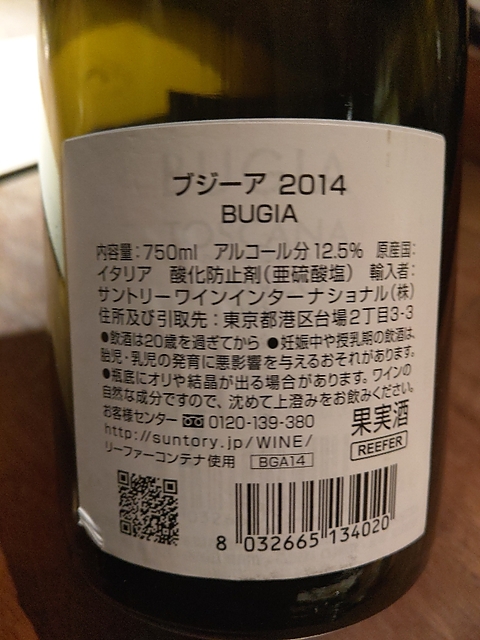 ブジーア 2014
BUGIA
内容量:750ml アルコール分12.5% 原産国:
イタリア 酸化防止剤(亜硫酸塩) 輸入者:
サントリーワインインターナショナル(株)
住所及び引取先:東京都港区台場2丁目3-3
●飲酒は20歳を過ぎてから ●妊娠中や授乳期の飲酒は、
胎児・乳児の発育に悪影響を与えるおそれがあります。
●瓶底にオリや結晶が出る場合があります。ワインの
自然な成分ですので、沈めて上澄みをお飲みください。
お客様センター 0120-139-380
http://suntory.jp/WINE/
果実酒
リーファーコンテナ使用 BGA14
REEFER
8 032665 134020